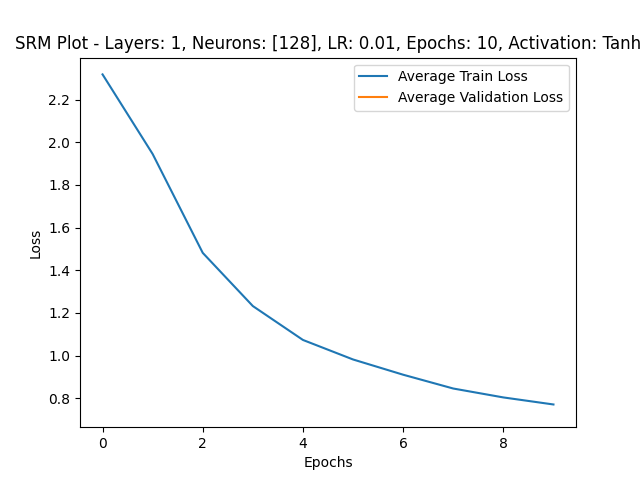 SRM Plot - Layers: 1, Neurons: [128], LR: 0.01, Epochs: 10, Activation: Tanh
Average Train Loss
Average Validation Loss
2.2
2.0
1.8
1.6
1.4
1.2
1.0
0.8
Loss
0 2 4 6 8
Epochs